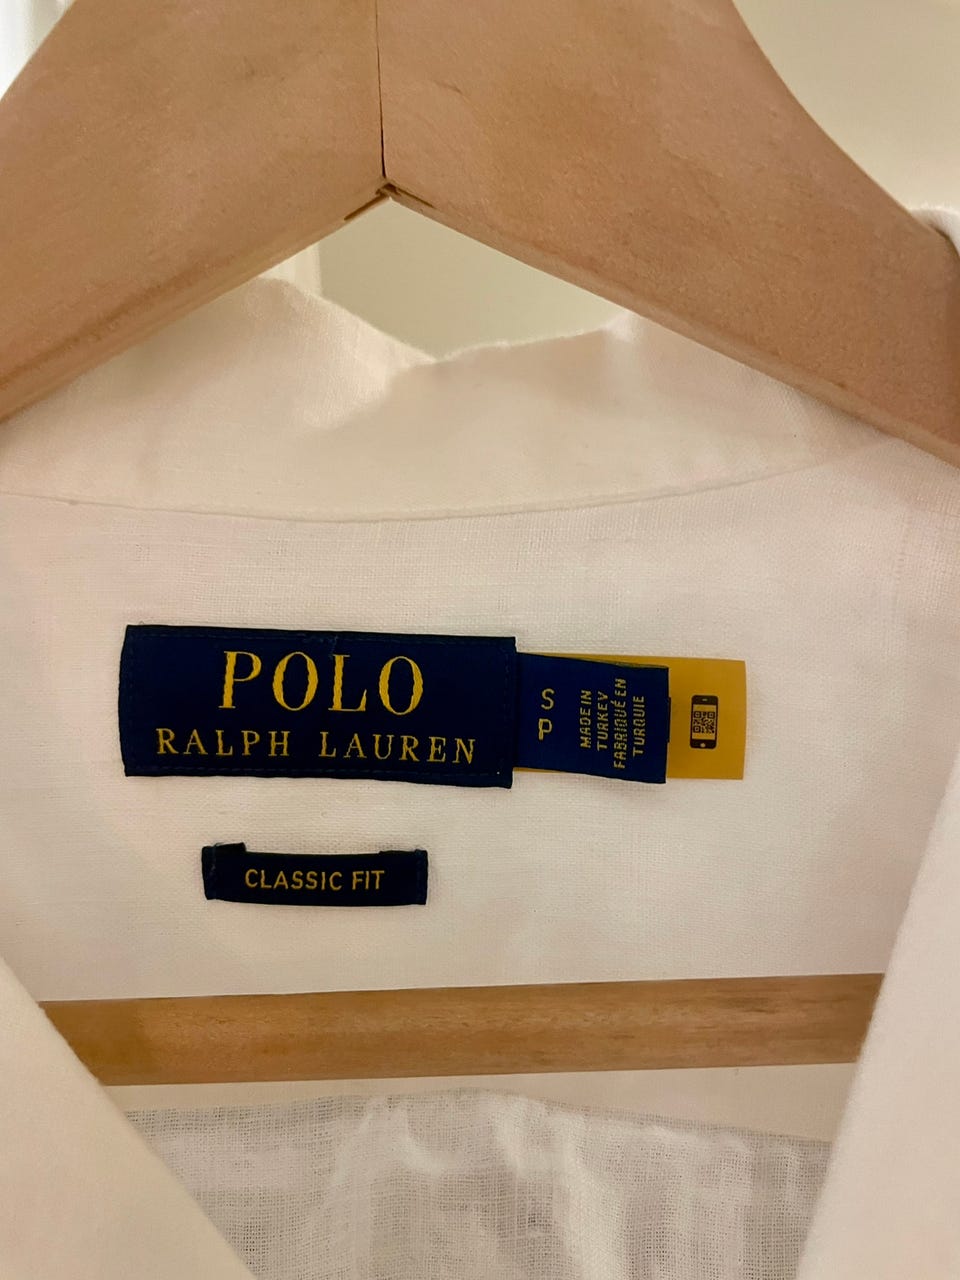 POLO
RALPH LAUREN
S
P
MADE IN
TURKEY
FABRIQUÉ EN
TURQUIE
CLASSIC FIT